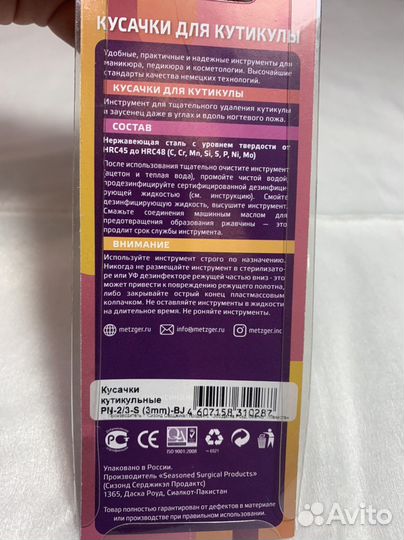 КУСАЧКИ ДЛЯ КУТИКУЛЫ
Удобные, практичные и надежные инструменты для
маникюра, педикюра и косметологии. Высочайшие
стандарты качества немецких технологий.
КУСАЧКИ ДЛЯ КУТИКУЛЫ
Инструмент для тщательного удаления кутикулы
и заусенец даже в углах и вдоль ногтевого ложа.
СОСТАВ
Нержавеющая сталь с уровнем твердости от
HRC45 до HRC48 (C, Cr, Mn, Si, S, P, Ni, Mo)
После использования тщательно очистите инструмент
(ацетон и теплая вода), промойте чистой водой
продезинфицируйте сертифицированной дезинфици-
рующей жидкостью (см. инструкцию). Смойте
дезинфицирующую жидкость, высушите инструмент.
Смажьте соединения машинным маслом для
предотвращения образования ржавчины — это
продлит срок службы инструмента.
ВНИМАНИЕ
Используйте инструмент строго по назначению.
Никогда не размещайте инструменты в стерилизато-
ре или УФ дезинфекторе режущей частью вниз - это
может привести к повреждению режущего полотна,
либо закрывайте острый конец пластмассовым
колпачком. Не оставляйте инструменты в жидкости
на длительное время. Не точите инструмент.
metzger.ru info@metzger.ru metzger.inc
Кусачки
кутикульные
PN-2/3-S (3mm)-BJ 4 607158 310287
PC QA
ISO 9001:2008
Упаковано в России.
Производитель «Seasoned Surgical Products»
(Сизонд Серджикэл Продактс)
1365, Даска Роуд, Сиалкот-Пакистан
Товар полностью гарантирован от дефектов в материале
или производстве при правильном использовании.
Avito